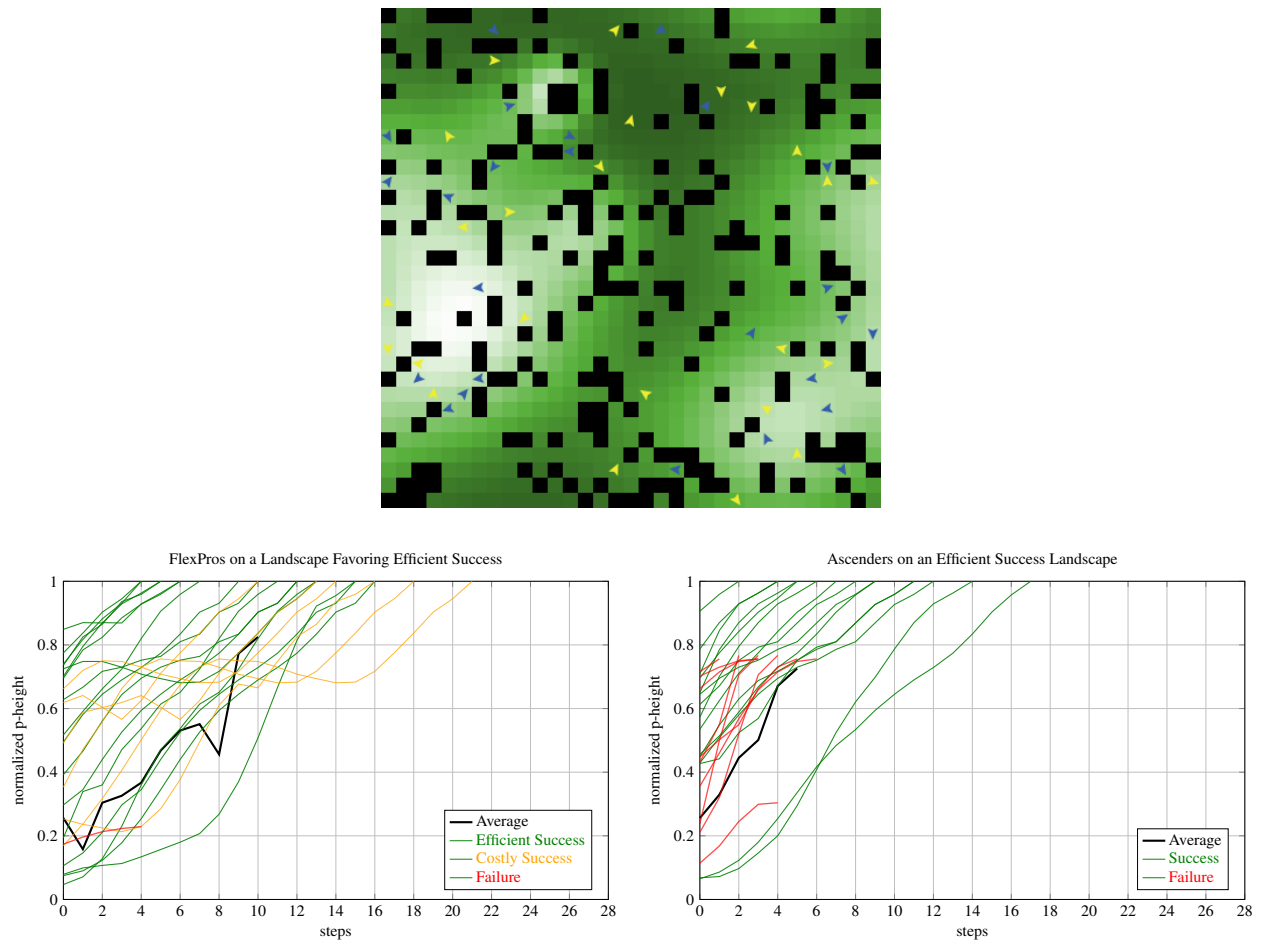 FlexPros on a Landscape Favoring Efficient Success
1
0.8
0.6
0.4
0.2
0
normalized p-height
0 2 4 6 8 10 12 14 16 18 20 22 24 26 28
steps
Average
Efficient Success
Costly Success
Failure
Ascenders on an Efficient Success Landscape
1
0.8
0.6
0.4
0.2
0
normalized p-height
0 2 4 6 8 10 12 14 16 18 20 22 24 26 28
steps
Average
Success
Failure